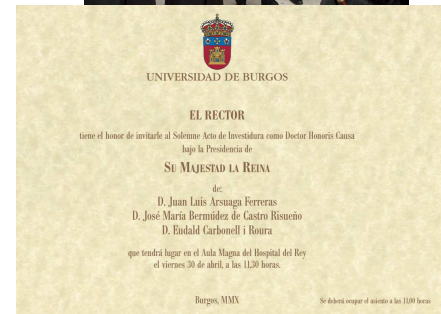 UNIVERSIDAD DE BURGOS
EL RECTOR
tiene el honor de invitarle al Solemne Acto de Investidura como Doctor Honoris Causa
bajo la Presidencia de
SU MAJESTAD LA REINA
de:
D. Juan Luis Arsuaga Ferreras
D. José María Bermúdez de Castro Risueño
D. Eudald Carbonell i Roura
que tendrá lugar en el Aula Magna del Hospital del Rey
el viernes 30 de abril, a las 11,30 horas.
Burgos, MMX
Se deberá ocupar el asiento a las 11,00 horas